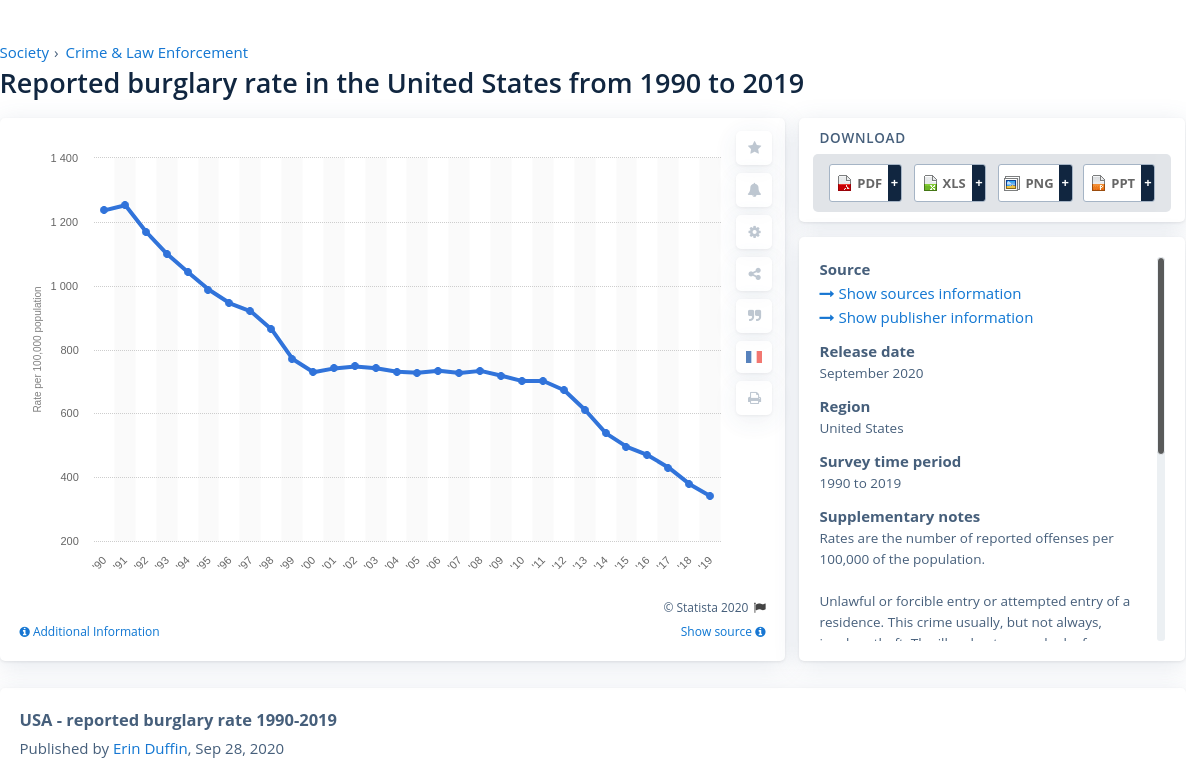 Society › Crime & Law Enforcement
Reported burglary rate in the United States from 1990 to 2019
1 400
1 200
1 000
800
600
400
200
Rate per 100,000 population
'90 '91 '92 '93 '94 '95 '96 '97 '98 '99 '00 '01 '02 '03 '04 '05 '06 '07 '08 '09 '10 '11 '12 '13 '14 '15 '16 '17 '18 '19
© Statista 2020
Additional Information
Show source
DOWNLOAD
PDF + XLS + PNG + PPT +
Source
Show sources information
Show publisher information
Release date
September 2020
Region
United States
Survey time period
1990 to 2019
Supplementary notes
Rates are the number of reported offenses per
100,000 of the population.
Unlawful or forcible entry or attempted entry of a
residence. This crime usually, but not always,
USA - reported burglary rate 1990-2019
Published by Erin Duffin, Sep 28, 2020